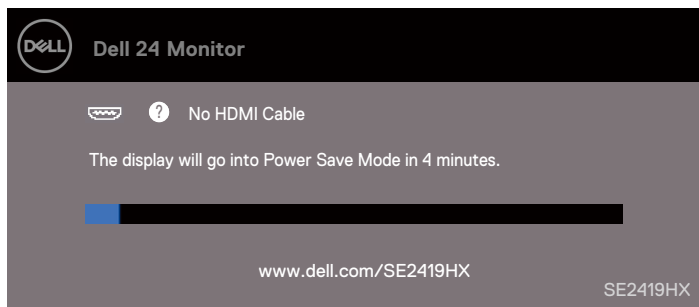 DELL Dell 24 Monitor
? No HDMI Cable
The display will go into Power Save Mode in 4 minutes.
www.dell.com/SE2419HX
SE2419HX